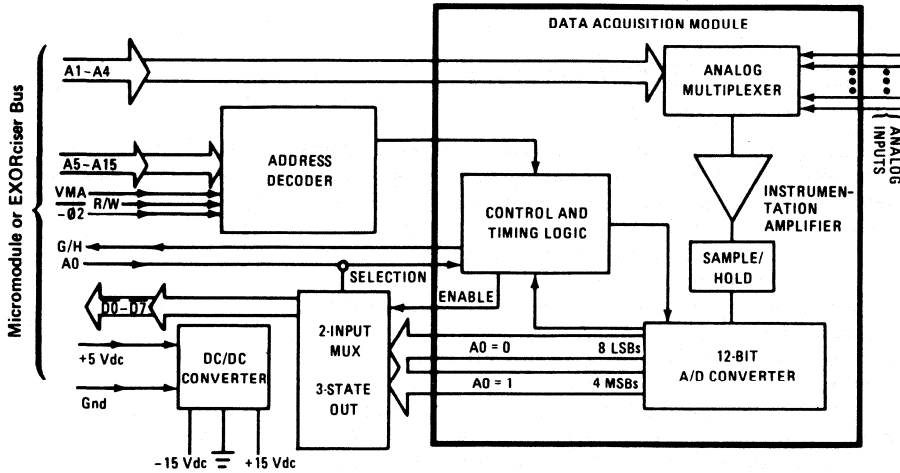 DATA ACQUISITION MODULE
Micromodule or EXORciser Bus
A1-A4
ANALOG
MULTIPLEXER
ANALOG
INPUTS
ADDRESS
DECODER
A5-A15
VMA
R/W
-Ø2
INSTRUMEN-
TATION
AMPLIFIER
CONTROL AND
TIMING LOGIC
G/H
A0
SELECTION
SAMPLE/
HOLD
ENABLE
D0-D7
2-INPUT
MUX
3-STATE
OUT
A0 = 0
8 LSBs
A0 = 1
4 MSBs
12-BIT
A/D CONVERTER
+5 Vdc
DC/DC
CONVERTER
Gnd
-15 Vdc
+15 Vdc